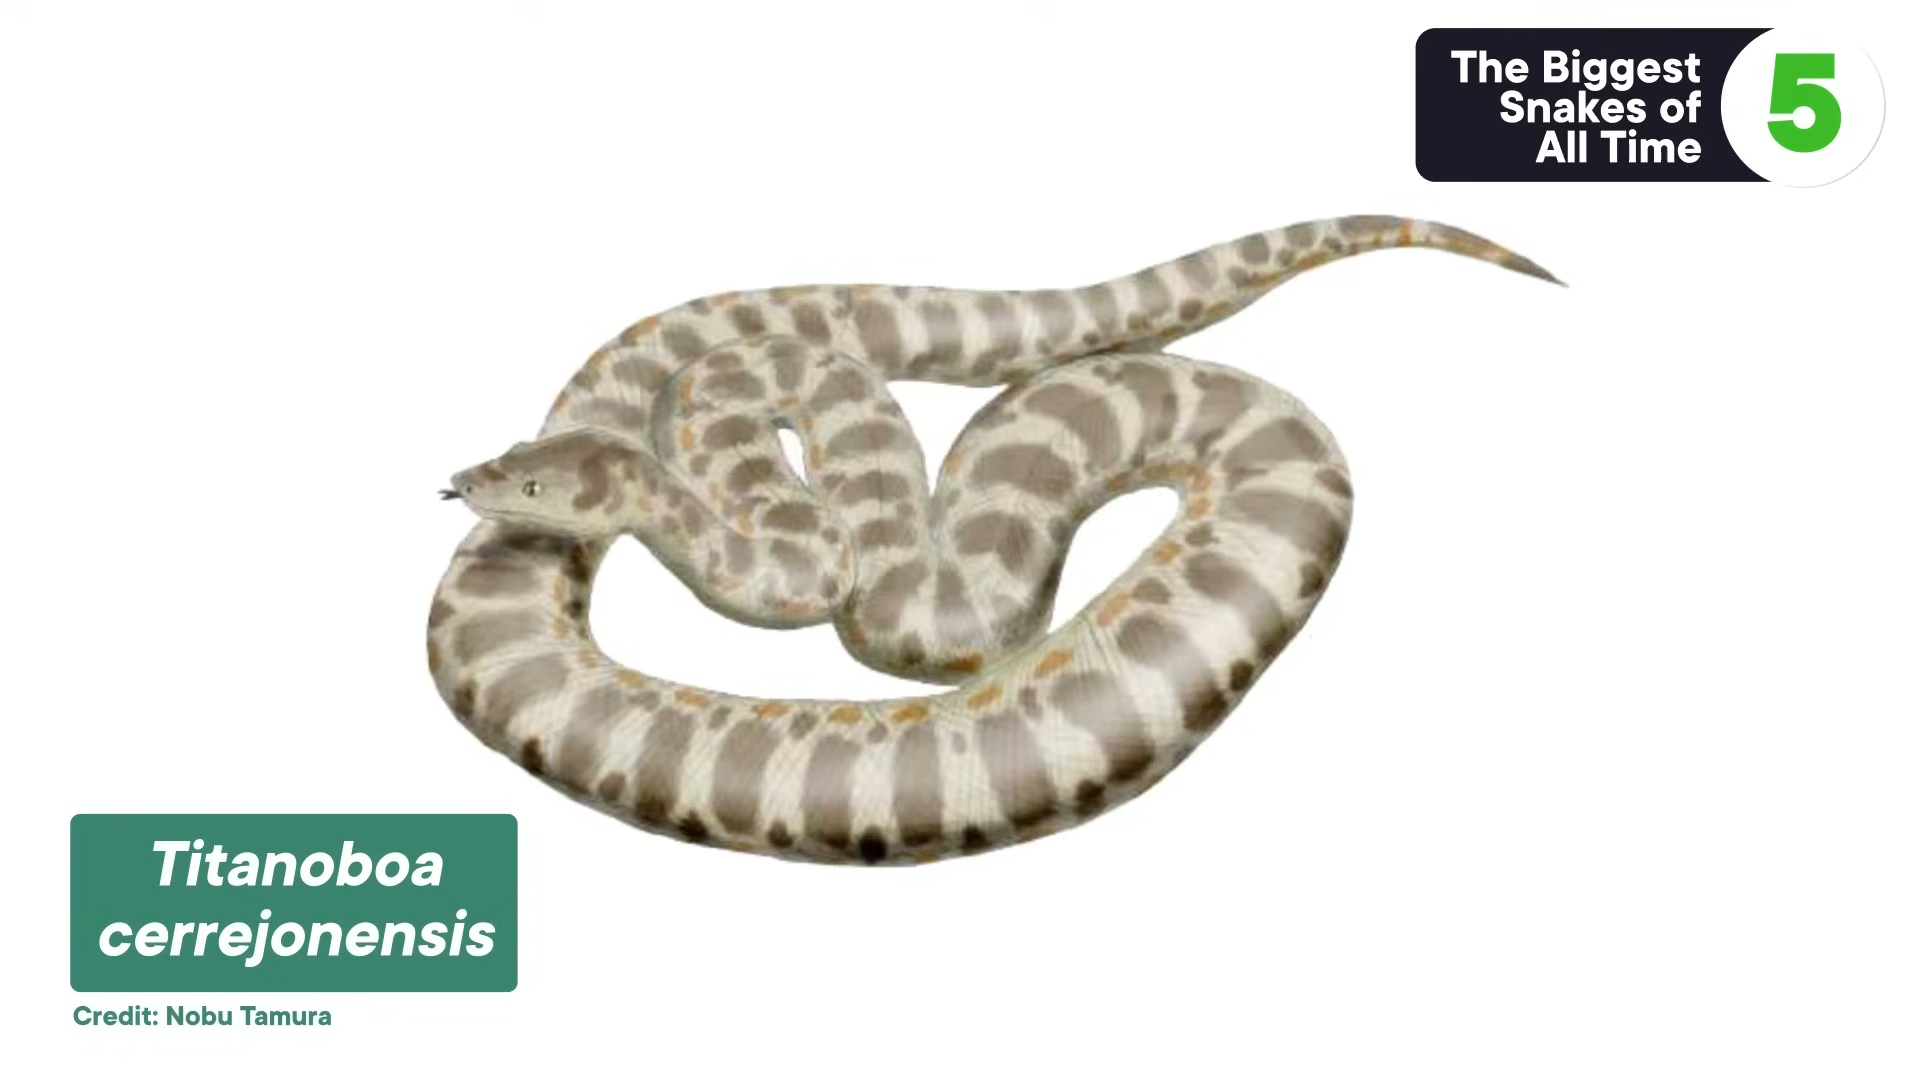 The Biggest
Snakes of
All Time
5
Titanoboa
cerrejonensis
Credit: Nobu Tamura